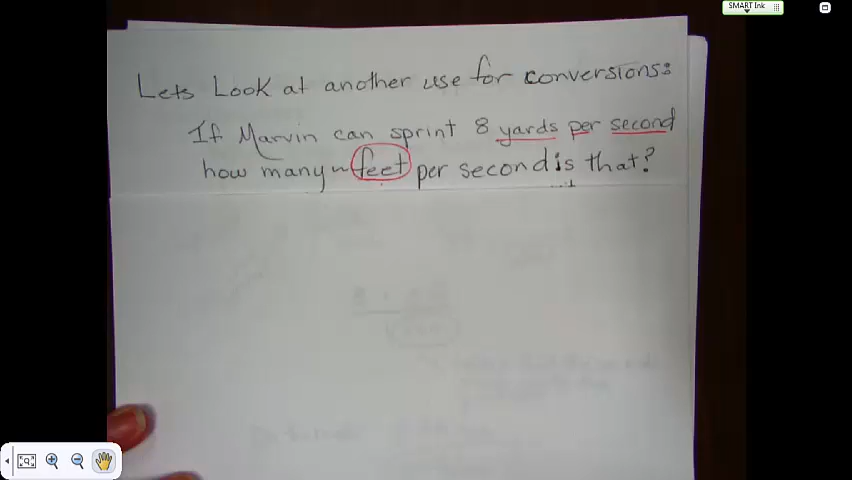 SMART Ink
Lets Look at another use for conversions:
If Marvin can sprint 8 yards per second
how many feet per second is that?